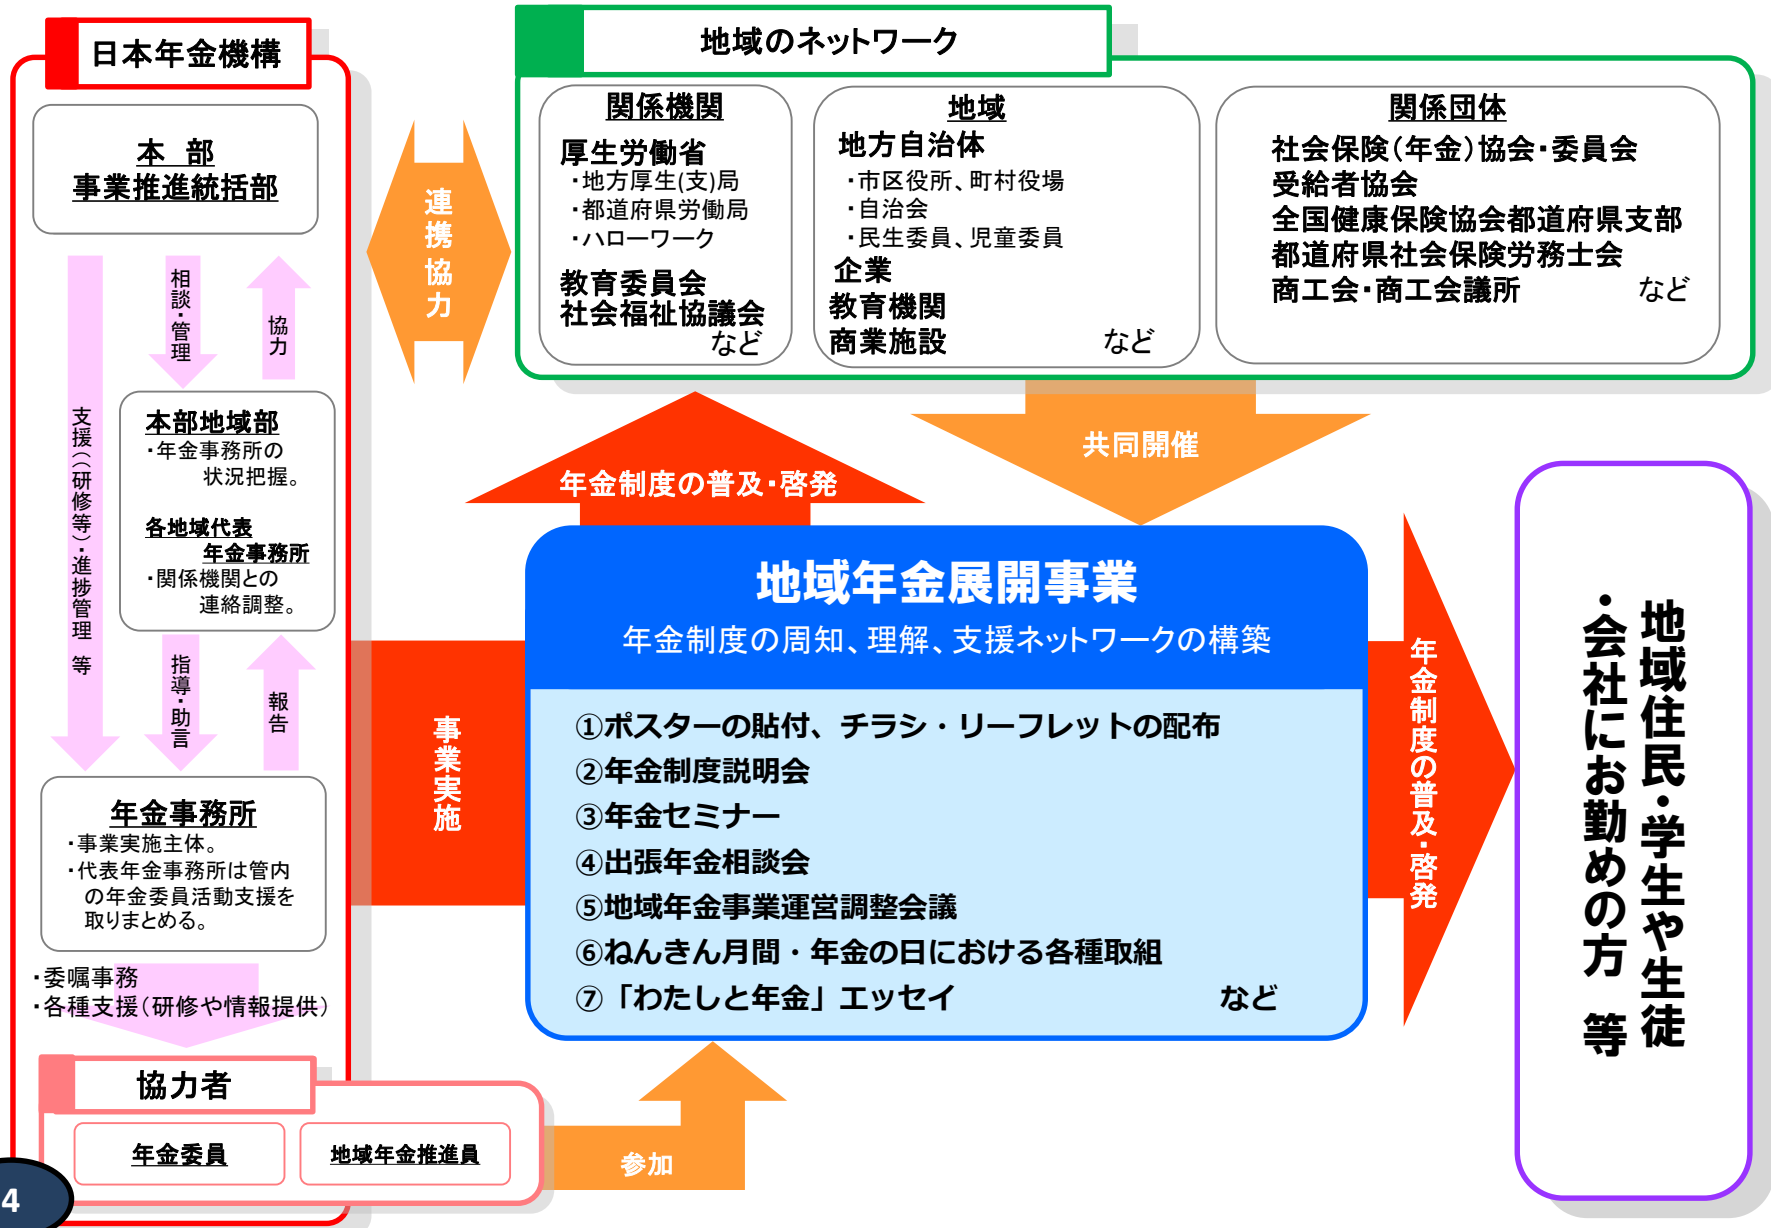 日本年金機構
本 部
事業推進統括部
相談・管理
協力
支援((研修等)・進捗管理 等
本部地域部
・年金事務所の
状況把握。
各地域代表
年金事務所
・関係機関との
連絡調整。
指導・助言
報告
年金事務所
・事業実施主体。
・代表年金事務所は管内
の年金委員活動支援を
取りまとめる。
・委嘱事務
・各種支援(研修や情報提供)
協力者
年金委員
地域年金推進員
4
連携協力
地域のネットワーク
関係機関
厚生労働省
・地方厚生(支)局
・都道府県労働局
・ハローワーク
教育委員会
社会福祉協議会
など
地域
地方自治体
・市区役所、町村役場
・自治会
・民生委員、児童委員
企業
教育機関
商業施設 など
関係団体
社会保険(年金)協会・委員会
受給者協会
全国健康保険協会都道府県支部
都道府県社会保険労務士会
商工会・商工会議所 など
年金制度の普及・啓発
共同開催
事業実施
地域年金展開事業
年金制度の周知、理解、支援ネットワークの構築
①ポスターの貼付、チラシ・リーフレットの配布
②年金制度説明会
③年金セミナー
④出張年金相談会
⑤地域年金事業運営調整会議
⑥ねんきん月間・年金の日における各種取組
⑦「わたしと年金」エッセイ など
参加
年金制度の普及・啓発
地域住民・学生や生徒
・会社にお勤めの方 等